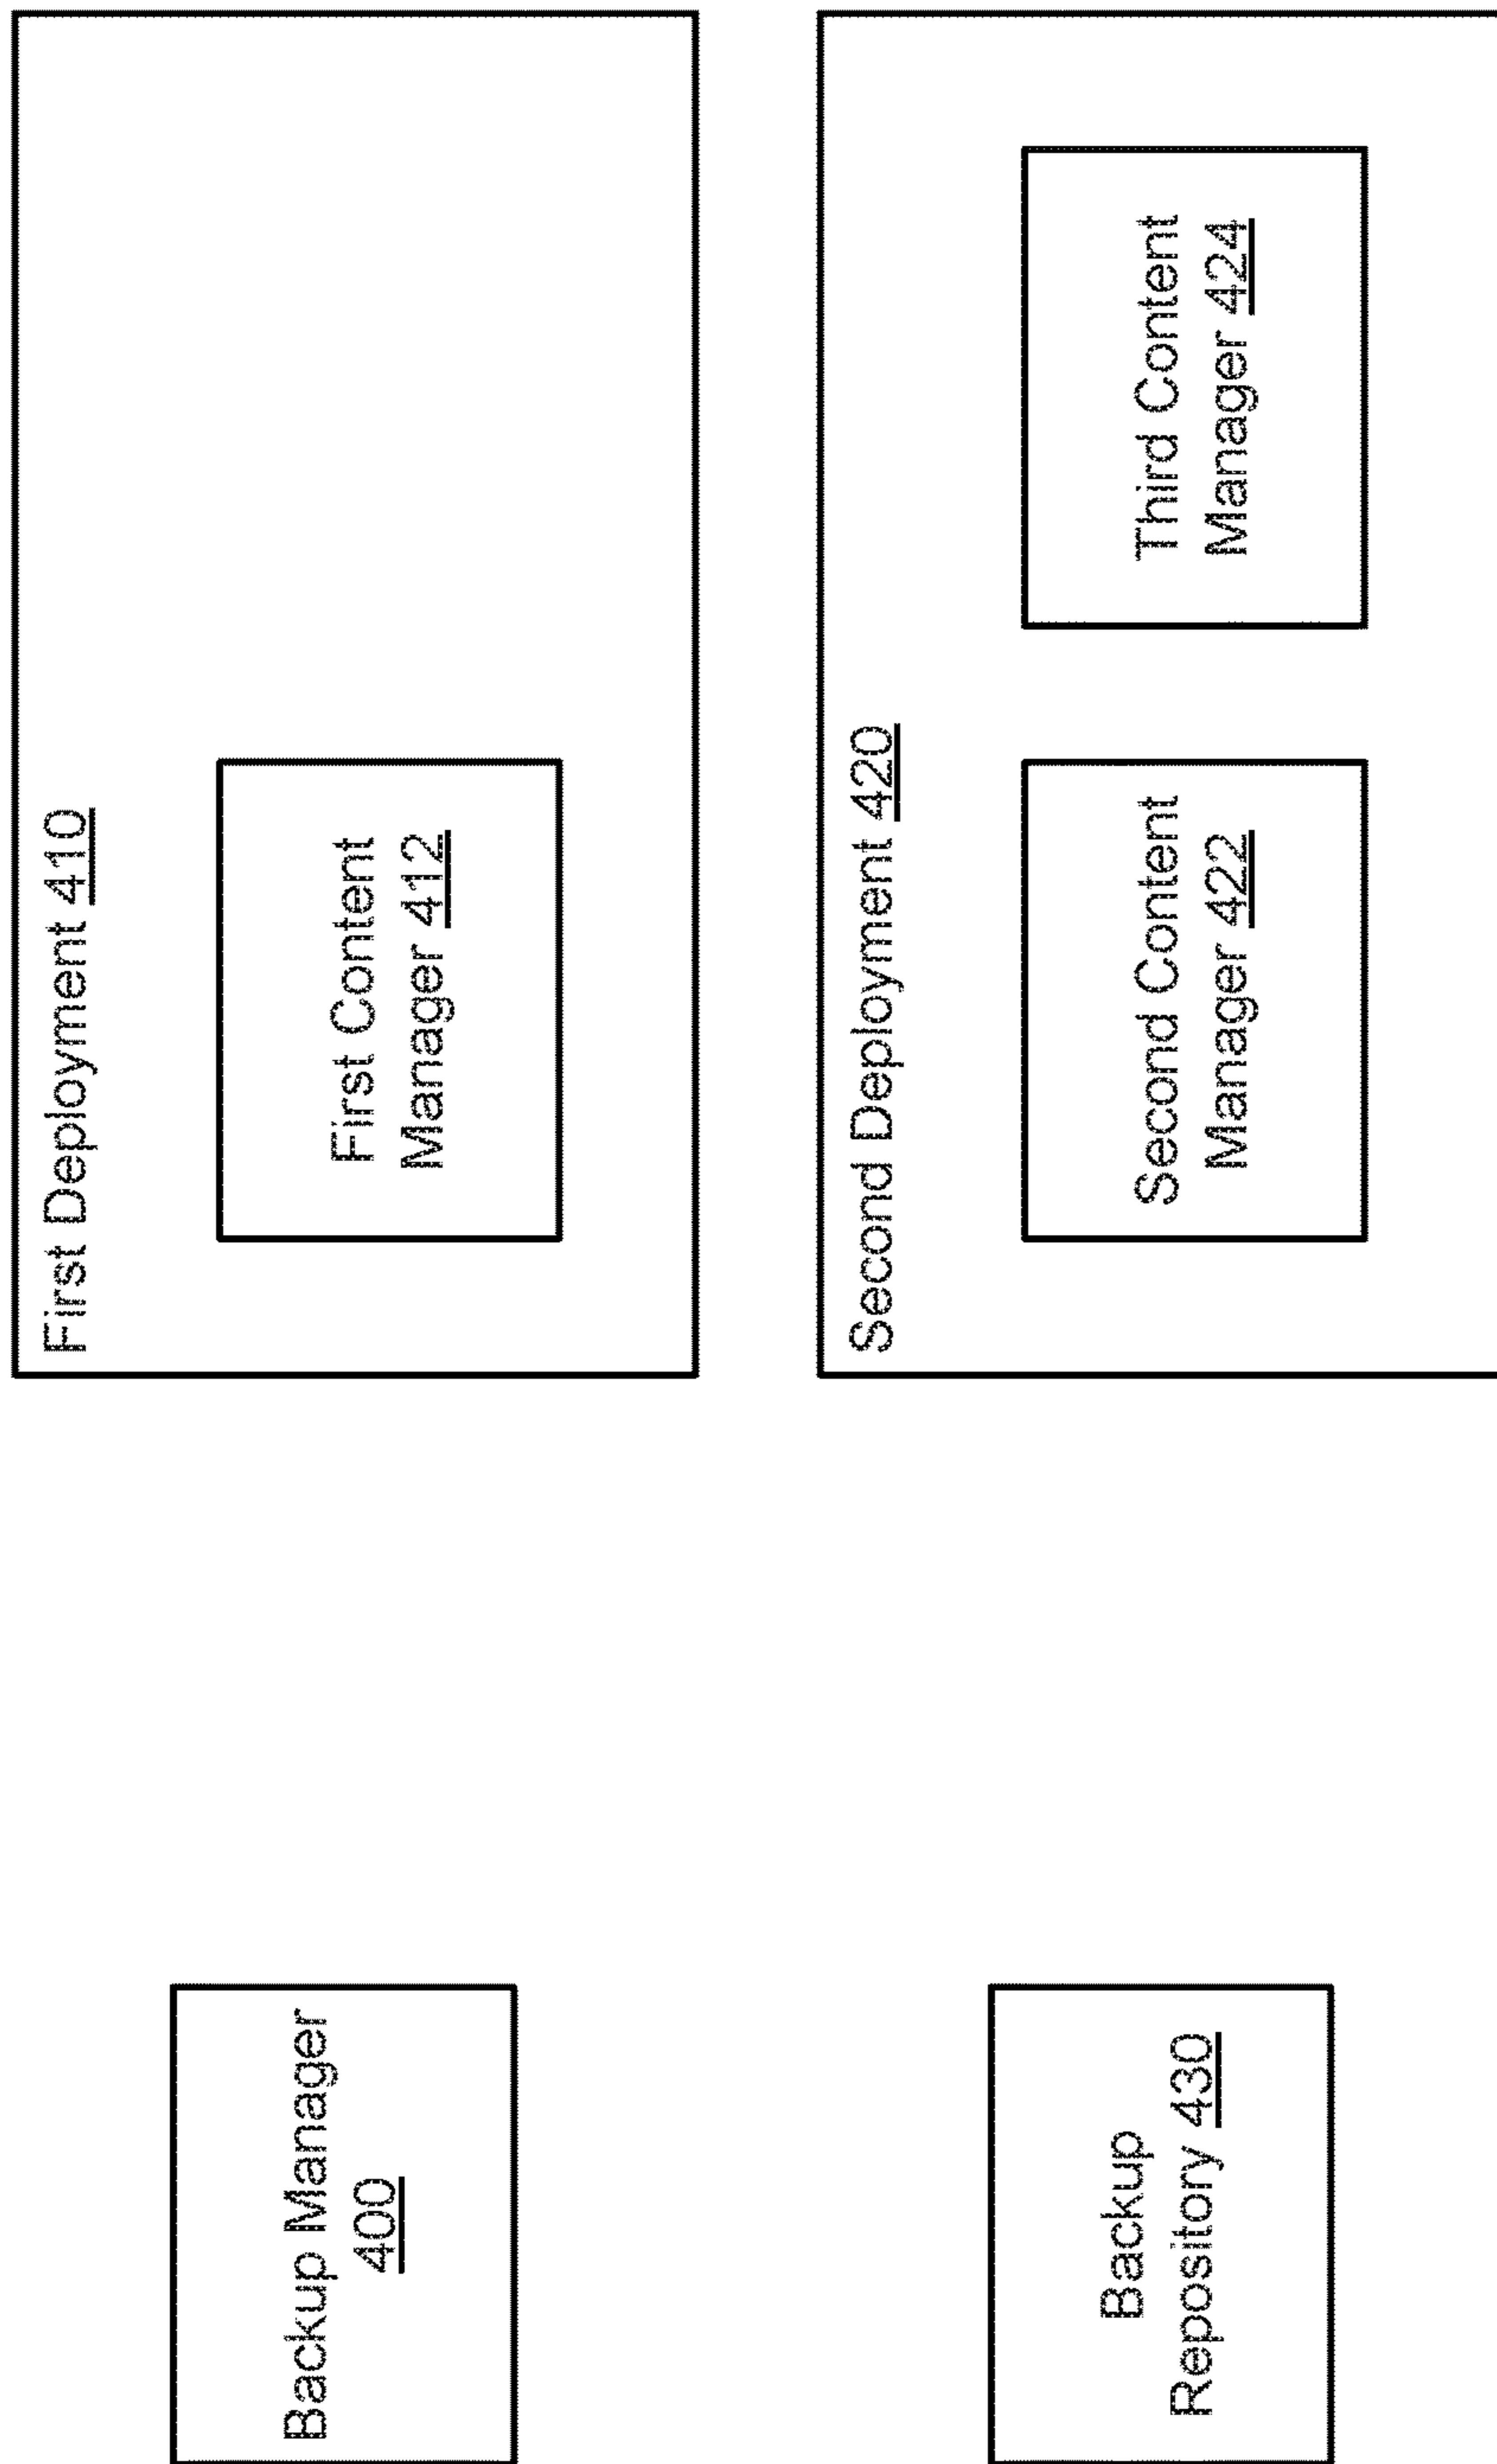 Backup Manager
400
First Deployment 410
First Content
Manager 412
Backup
Repository 430
Second Deployment 420
Second Content
Manager 422
Third Content
Manager 424